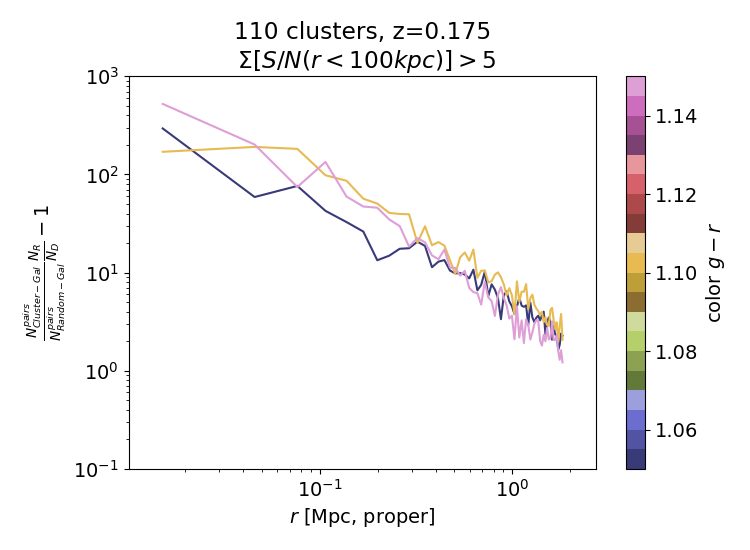 110 clusters, z=0.175
Σ[S/N(r < 100kpc)] > 5
10³
10²
10¹
10⁰
10⁻¹
10⁻¹
10⁰
r [Mpc, proper]
N^{pairs}_{Cluster−Gal} N_R / N^{pairs}_{Random−Gal} N_D − 1
1.14
1.12
1.10
1.08
1.06
color g − r